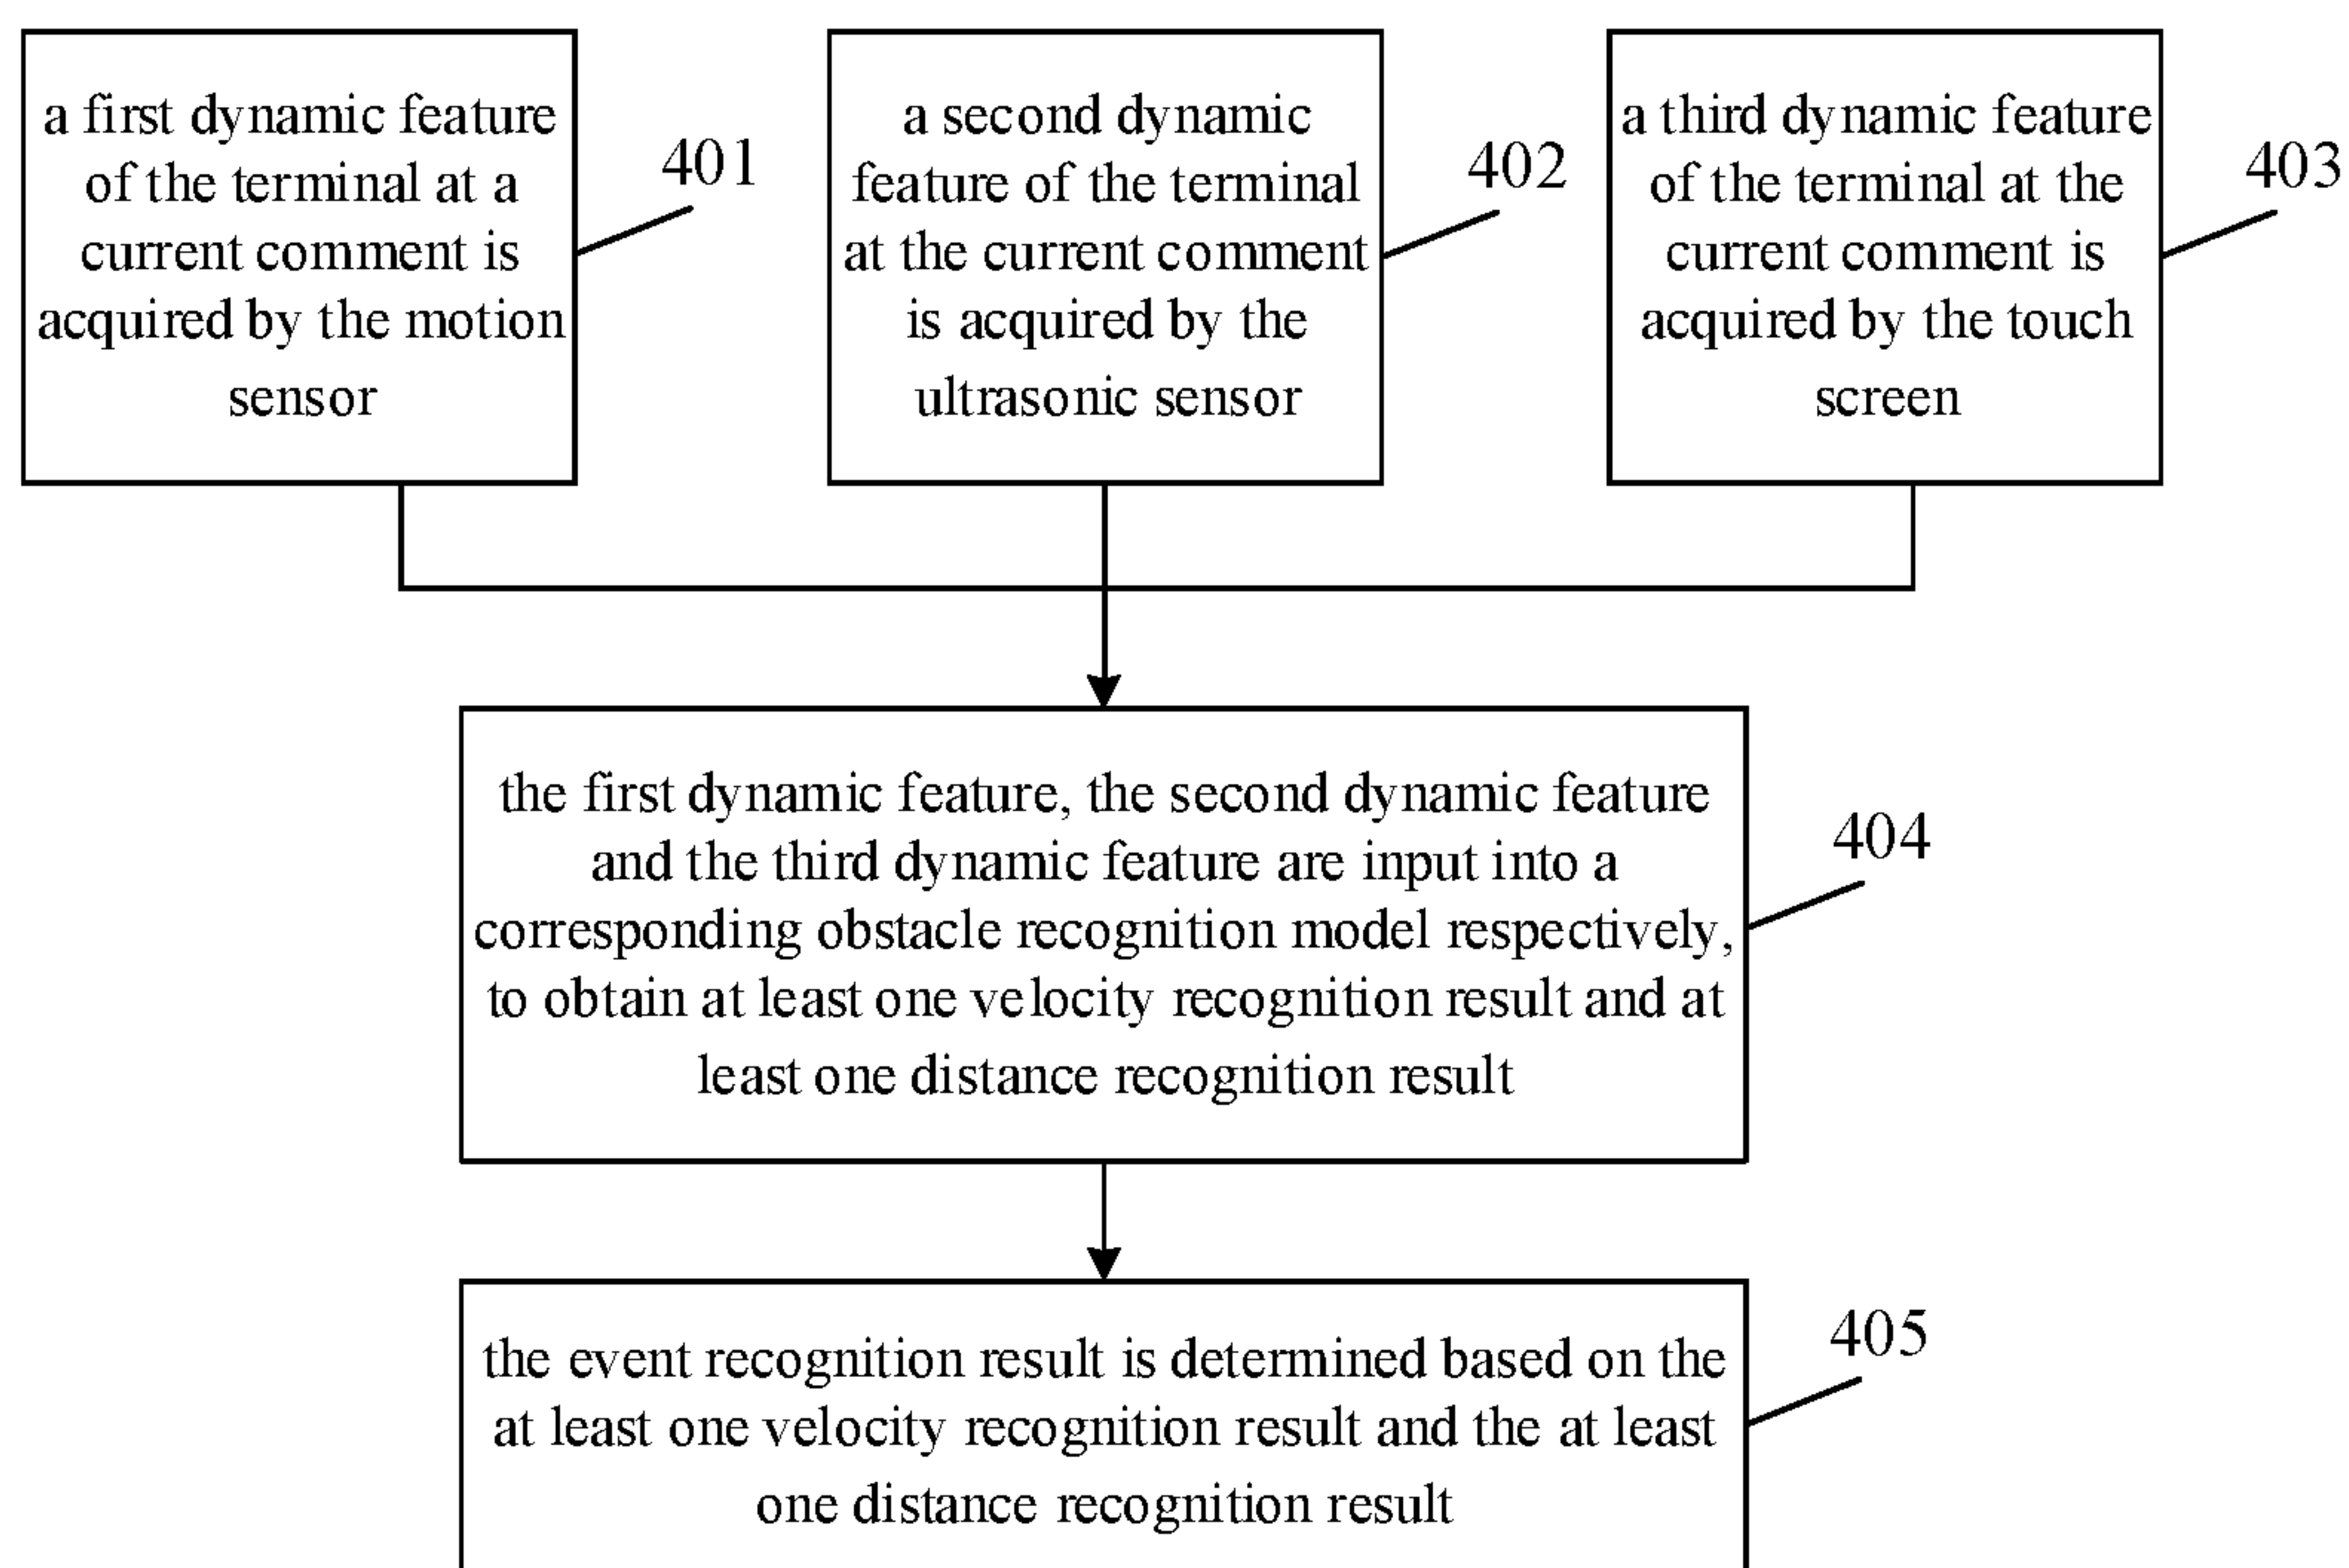 a first dynamic feature
of the terminal at a
current comment is
acquired by the motion
sensor
401
a second dynamic
feature of the terminal
at the current comment
is acquired by the
ultrasonic sensor
402
a third dynamic feature
of the terminal at the
current comment is
acquired by the touch
screen
403
the first dynamic feature, the second dynamic feature
and the third dynamic feature are input into a
corresponding obstacle recognition model respectively,
to obtain at least one velocity recognition result and at
least one distance recognition result
404
the event recognition result is determined based on the
at least one velocity recognition result and the at least
one distance recognition result
405